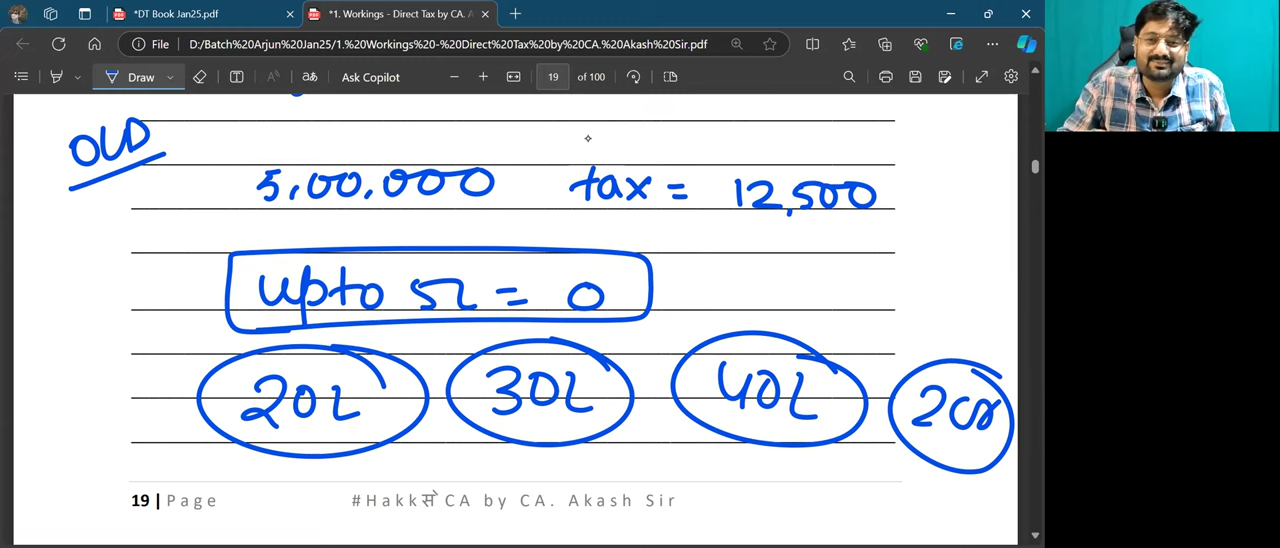 *DT Book Jan25.pdf
*1. Workings - Direct Tax by CA. A
File
D:/Batch%20Arjun%20Jan25/1.%20Workings%20-%20Direct%20Tax%20by%20CA.%20Akash%20Sir.pdf
Draw
Ask Copilot
19 of 100
OLD
5,00,000 tax = 12,500
upto 5L = 0
20L 30L 40L 2Cr
19 | Page #Hakkसे CA by CA. Akash Sir